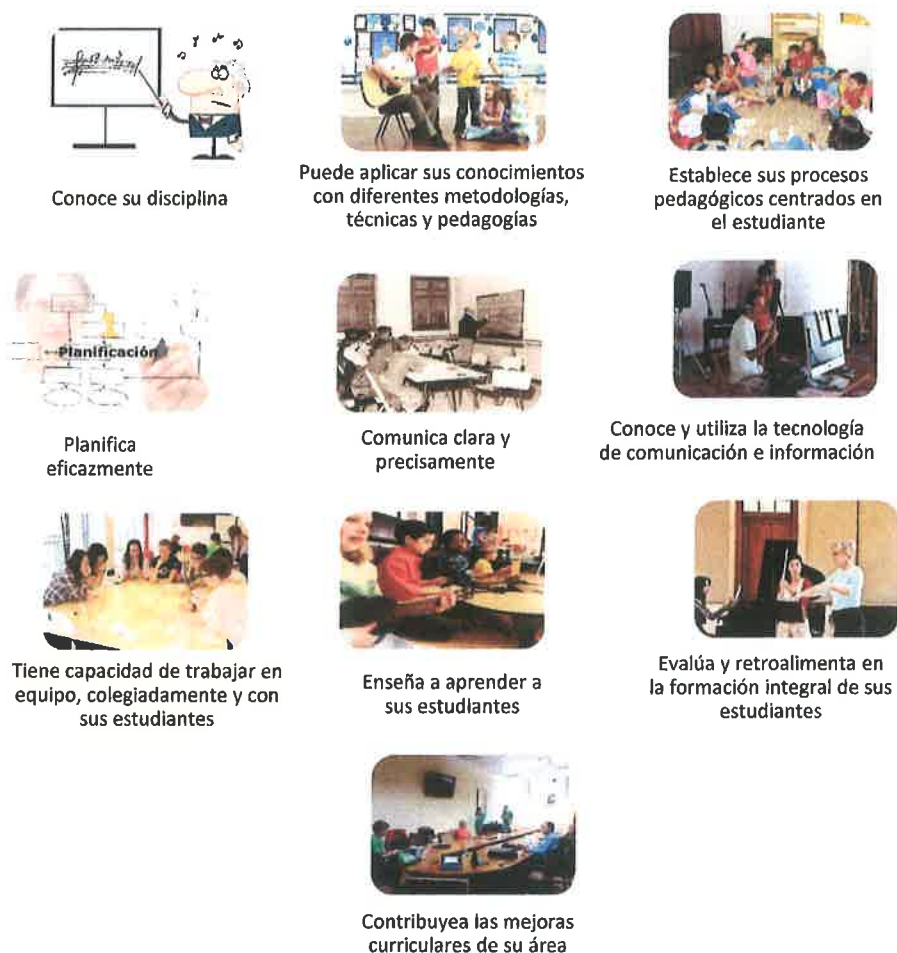 Conoce su disciplina
Puede aplicar sus conocimientos
con diferentes metodologías,
técnicas y pedagogías
Establece sus procesos
pedagógicos centrados en
el estudiante
Planificación
Planifica
eficazmente
Comunica clara y
precisamente
Conoce y utiliza la tecnología
de comunicación e información
Tiene capacidad de trabajar en
equipo, colegiadamente y con
sus estudiantes
Enseña a aprender a
sus estudiantes
Evalúa y retroalimenta en
la formación integral de sus
estudiantes
Contribuyea las mejoras
curriculares de su área